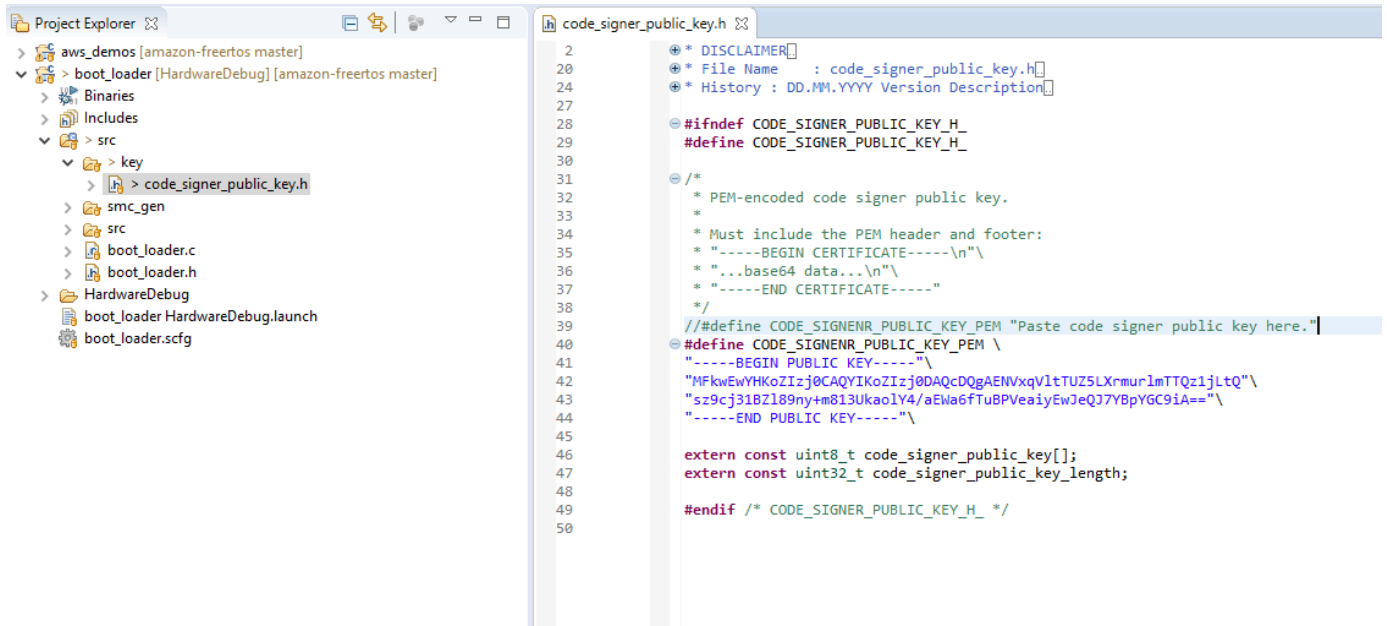 Project Explorer
aws_demos [amazon-freertos master]
> boot_loader [HardwareDebug] [amazon-freertos master]
Binaries
Includes
> src
> key
> code_signer_public_key.h
smc_gen
src
boot_loader.c
boot_loader.h
HardwareDebug
boot_loader HardwareDebug.launch
boot_loader.scfg
code_signer_public_key.h
2 * DISCLAIMER
20 * File Name    : code_signer_public_key.h
24 * History : DD.MM.YYYY Version Description
27
28 #ifndef CODE_SIGNER_PUBLIC_KEY_H_
29 #define CODE_SIGNER_PUBLIC_KEY_H_
30
31 /*
32 * PEM-encoded code signer public key.
33 *
34 * Must include the PEM header and footer:
35 * "-----BEGIN CERTIFICATE-----\n"\
36 * "...base64 data...\n"\
37 * "-----END CERTIFICATE-----"
38 */
39 //#define CODE_SIGNENR_PUBLIC_KEY_PEM "Paste code signer public key here."
40 #define CODE_SIGNENR_PUBLIC_KEY_PEM \
41 "-----BEGIN PUBLIC KEY-----"\
42 "MFkwEwYHKoZIzj0CAQYIKoZIzj0DAQcDQgAENVxqVltTUZ5LXrmurlmTTQz1jLtQ"\
43 "sz9cj31BZl89ny+m813UkaolY4/aEWa6fTuBPVeaiyEwJeQJ7YBpYGC9iA=="\
44 "-----END PUBLIC KEY-----"\
45
46 extern const uint8_t code_signer_public_key[];
47 extern const uint32_t code_signer_public_key_length;
48
49 #endif /* CODE_SIGNER_PUBLIC_KEY_H_ */
50